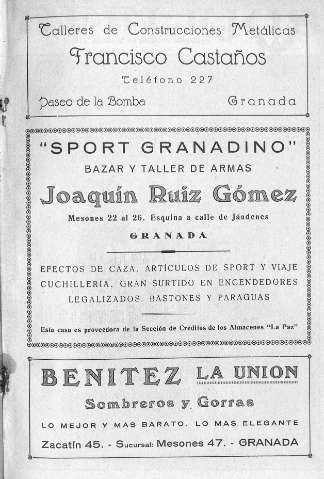 Talleres de Construcciones Metálicas
Francisco Castaños
Teléfono 227
Paseo de la Bomba Granada
"SPORT GRANADINO"
BAZAR Y TALLER DE ARMAS
Joaquín Ruiz Gómez
Mesones 22 al 26. Esquina a calle de Jáudenes
GRANADA
EFECTOS DE CAZA. ARTÍCULOS DE SPORT Y VIAJE
CUCHILLERÍA. GRAN SURTIDO EN ENCENDEDORES
LEGALIZADOS. BASTONES Y PARAGUAS
Esta casa es proveedora de la Sección de Créditos de los Almacenes "La Paz"
BENITEZ LA UNION
Sombreros y Gorras
LO MEJOR Y MAS BARATO. LO MAS ELEGANTE
Zacatín 45. - Sucursal: Mesones 47. - GRANADA